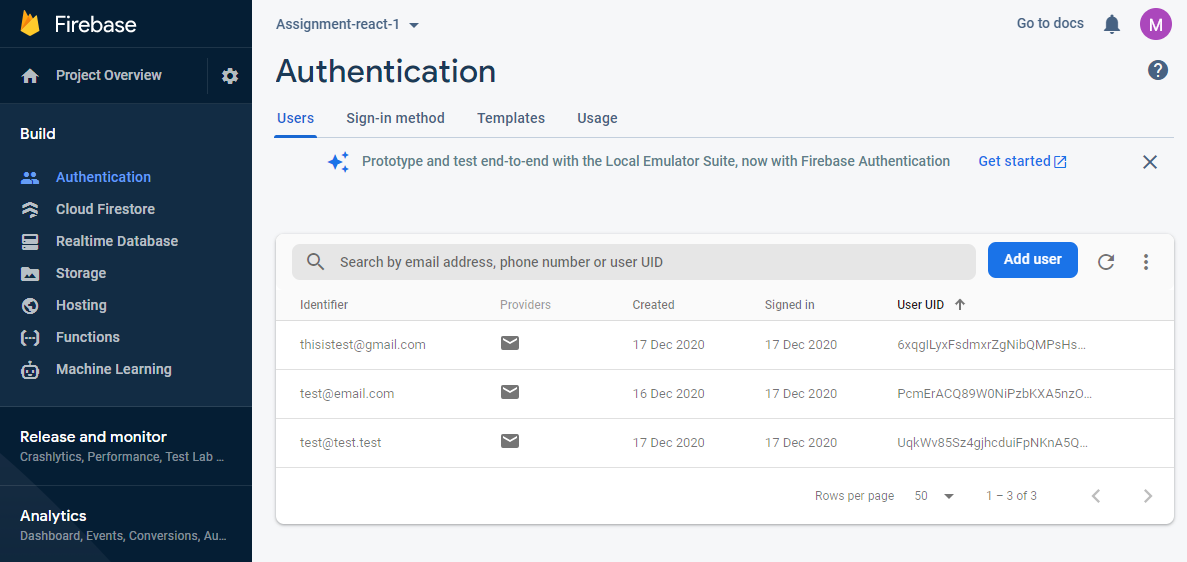 Firebase
Project Overview
Build
Authentication
Cloud Firestore
Realtime Database
Storage
Hosting
Functions
Machine Learning
Release and monitor
Crashlytics, Performance, Test Lab ...
Analytics
Dashboard, Events, Conversions, Au...
Assignment-react-1
Go to docs
M
Authentication
?
Users Sign-in method Templates Usage
Prototype and test end-to-end with the Local Emulator Suite, now with Firebase Authentication Get started
Search by email address, phone number or user UID Add user
Identifier Providers Created Signed in User UID
thisistest@gmail.com 17 Dec 2020 17 Dec 2020 6xqgILyxFsdmxrZgNibQMPsHs...
test@email.com 16 Dec 2020 17 Dec 2020 PcmErACQ89W0NiPzbKXA5nzO...
test@test.test 17 Dec 2020 17 Dec 2020 UqkWv85Sz4gjhcduiFpNKnA5Q...
Rows per page 50 1 – 3 of 3